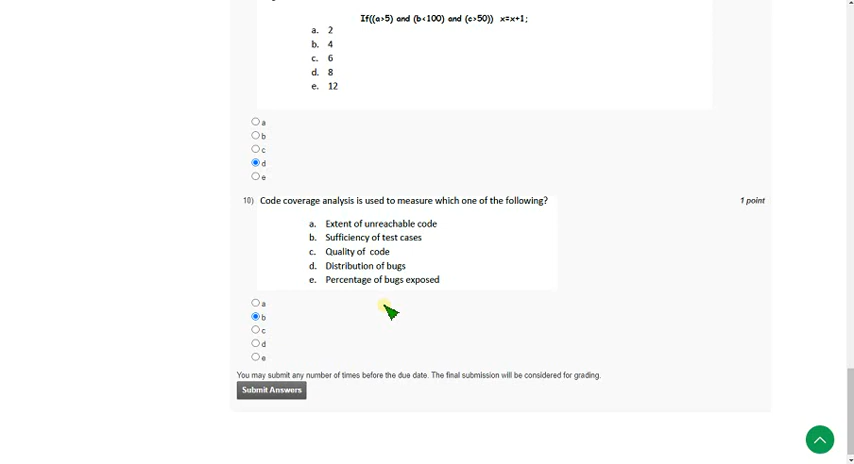 If((a>5) and (b<100) and (c>50)) x=x+1;
a. 2
b. 4
c. 6
d. 8
e. 12
a
b
c
d
e
10) Code coverage analysis is used to measure which one of the following? 1 point
a. Extent of unreachable code
b. Sufficiency of test cases
c. Quality of code
d. Distribution of bugs
e. Percentage of bugs exposed
a
b
c
d
e
You may submit any number of times before the due date. The final submission will be considered for grading.
Submit Answers